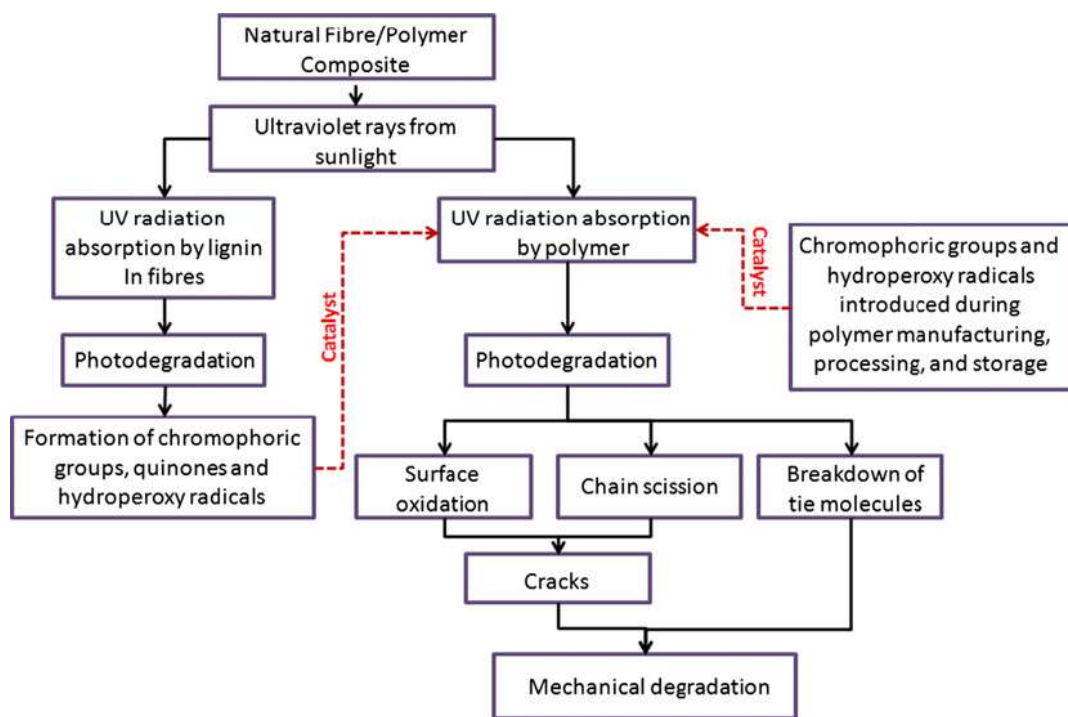 Natural Fibre/Polymer
Composite
Ultraviolet rays from
sunlight
UV radiation
absorption by lignin
In fibres
UV radiation absorption
by polymer
Catalyst
Chromophoric groups and
hydroperoxy radicals
introduced during
polymer manufacturing,
processing, and storage
Catalyst
Photodegradation
Photodegradation
Formation of chromophoric
groups, quinones and
hydroperoxy radicals
Surface
oxidation
Chain scission
Breakdown of
tie molecules
Cracks
Mechanical degradation